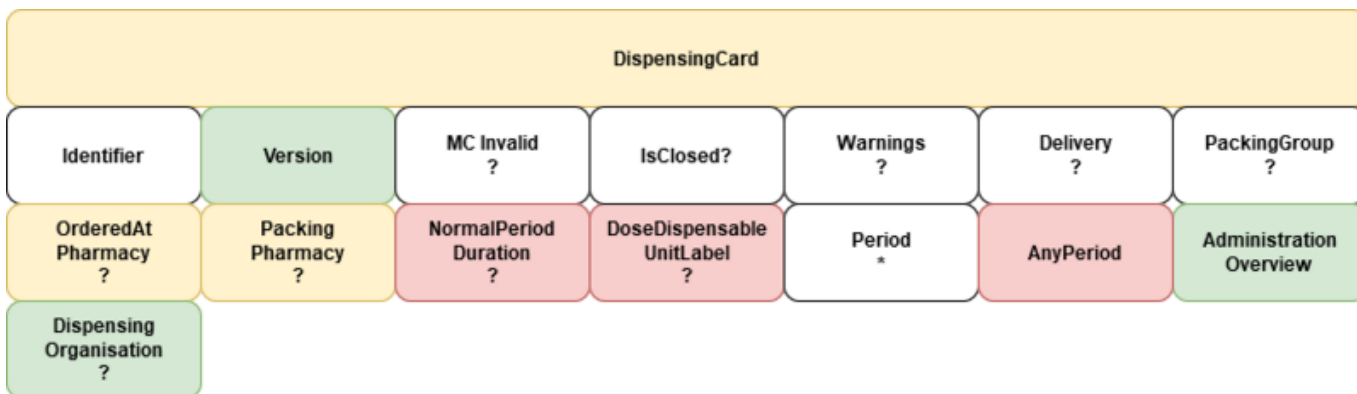 DispensingCard
Identifier
Version
MC Invalid
?
IsClosed?
Warnings
?
Delivery
?
PackingGroup
?
OrderedAt
Pharmacy
?
Packing
Pharmacy
?
NormalPeriod
Duration
?
DoseDispensable
UnitLabel
?
Period
*
AnyPeriod
Administration
Overview
Dispensing
Organisation
?